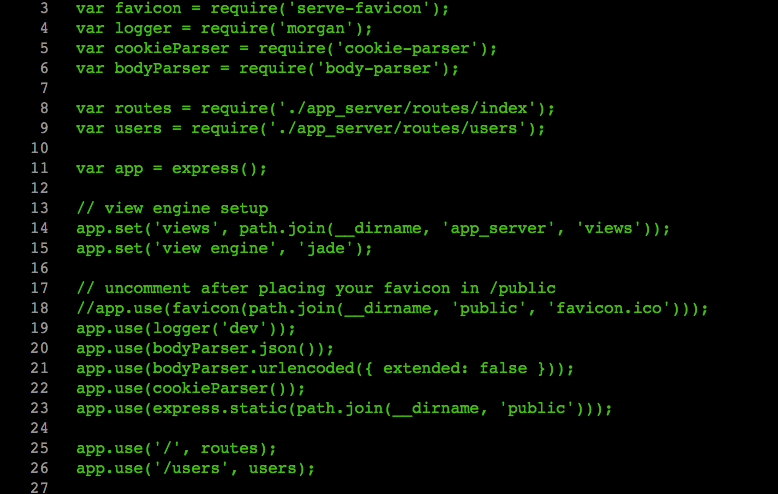 3 var favicon = require('serve-favicon');
4 var logger = require('morgan');
5 var cookieParser = require('cookie-parser');
6 var bodyParser = require('body-parser');
7
8 var routes = require('./app_server/routes/index');
9 var users = require('./app_server/routes/users');
10
11 var app = express();
12
13 // view engine setup
14 app.set('views', path.join(__dirname, 'app_server', 'views'));
15 app.set('view engine', 'jade');
16
17 // uncomment after placing your favicon in /public
18 //app.use(favicon(path.join(__dirname, 'public', 'favicon.ico')));
19 app.use(logger('dev'));
20 app.use(bodyParser.json());
21 app.use(bodyParser.urlencoded({ extended: false }));
22 app.use(cookieParser());
23 app.use(express.static(path.join(__dirname, 'public')));
24
25 app.use('/', routes);
26 app.use('/users', users);
27